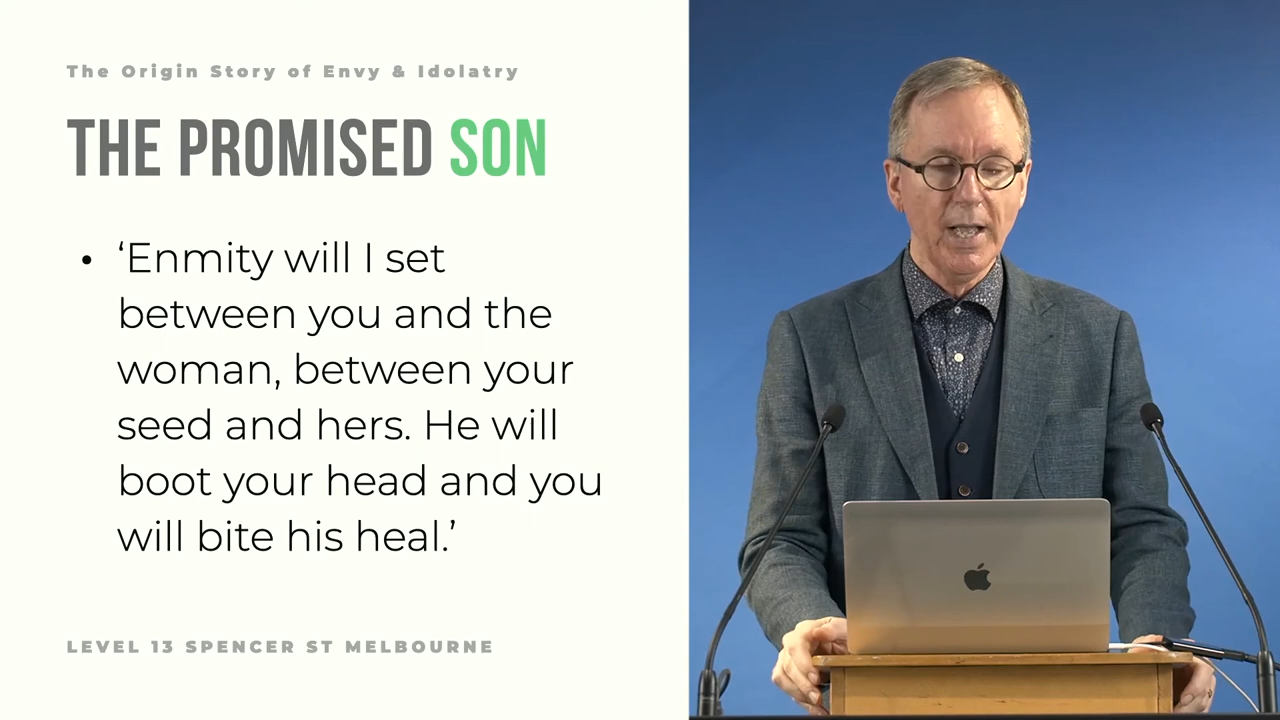 The Origin Story of Envy & Idolatry
THE PROMISED SON
• ‘Enmity will I set
between you and the
woman, between your
seed and hers. He will
boot your head and you
will bite his heal.’
LEVEL 13 SPENCER ST MELBOURNE